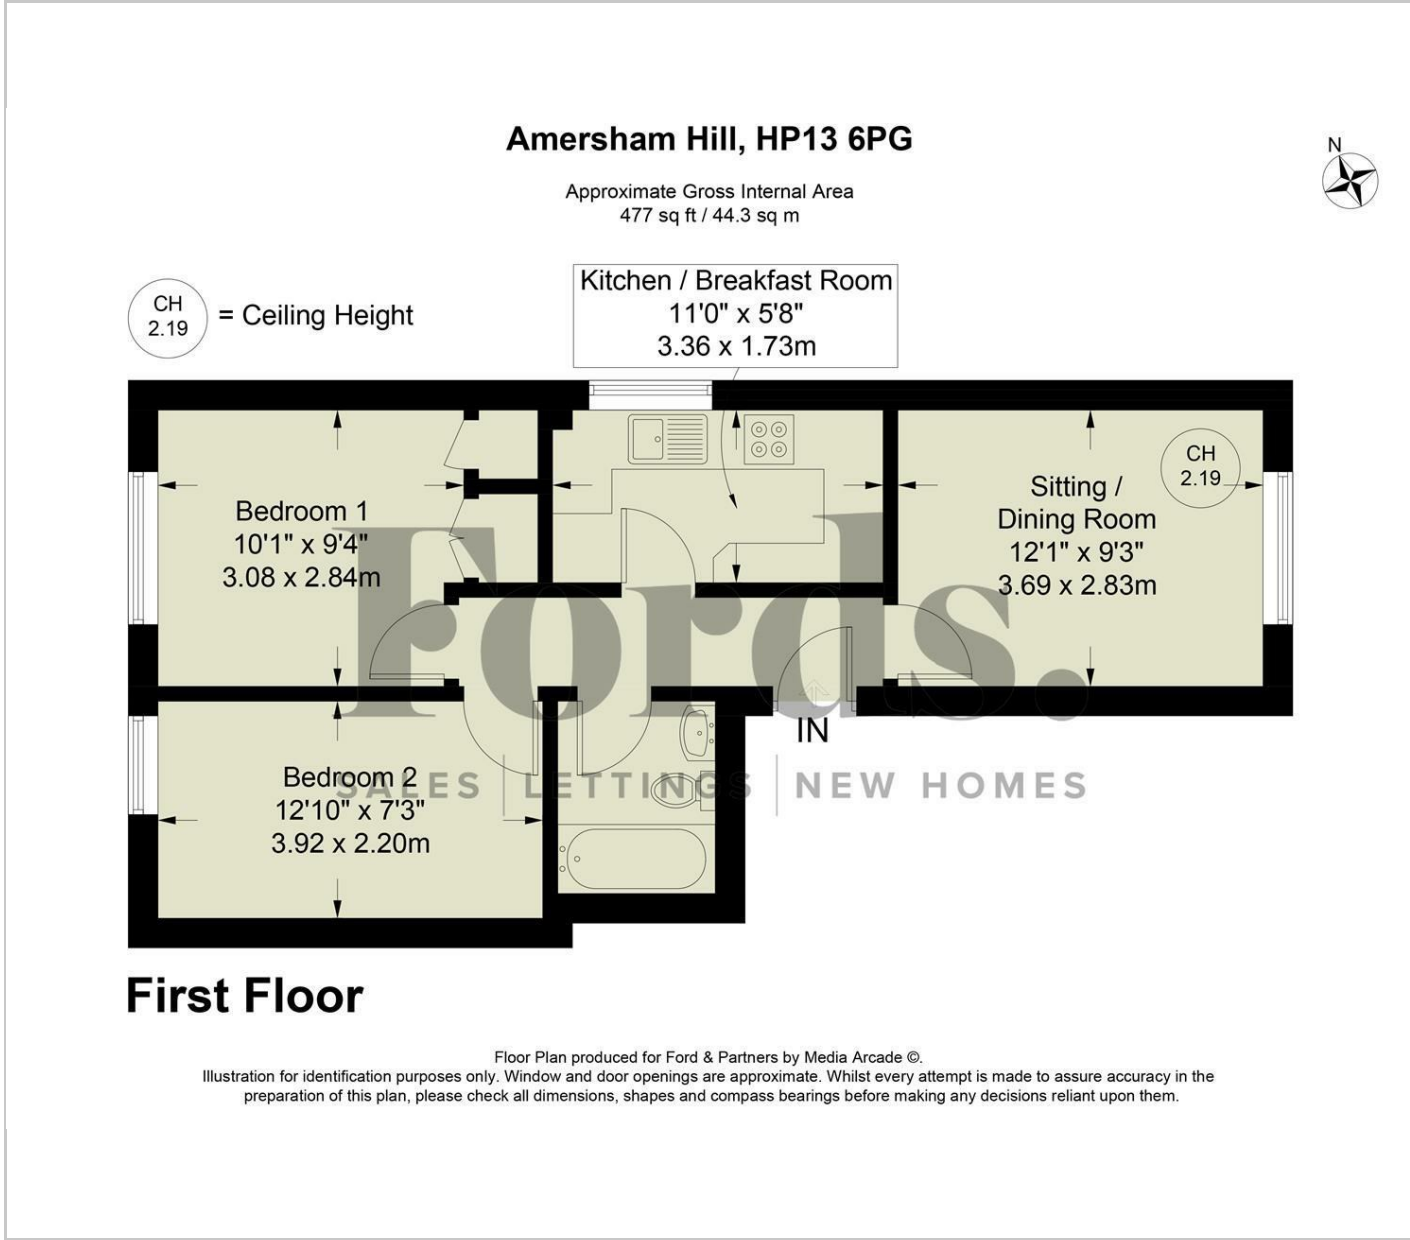 Amersham Hill, HP13 6PG
N
Approximate Gross Internal Area
477 sq ft / 44.3 sq m
CH
2.19
= Ceiling Height
Kitchen / Breakfast Room
11'0" x 5'8"
3.36 x 1.73m
Bedroom 1
10'1" x 9'4"
3.08 x 2.84m
CH
2.19
Sitting /
Dining Room
12'1" x 9'3"
3.69 x 2.83m
Fords.
IN
SALES | LETTINGS | NEW HOMES
Bedroom 2
12'10" x 7'3"
3.92 x 2.20m
First Floor
Floor Plan produced for Ford & Partners by Media Arcade ©.
Illustration for identification purposes only. Window and door openings are approximate. Whilst every attempt is made to assure accuracy in the
preparation of this plan, please check all dimensions, shapes and compass bearings before making any decisions reliant upon them.